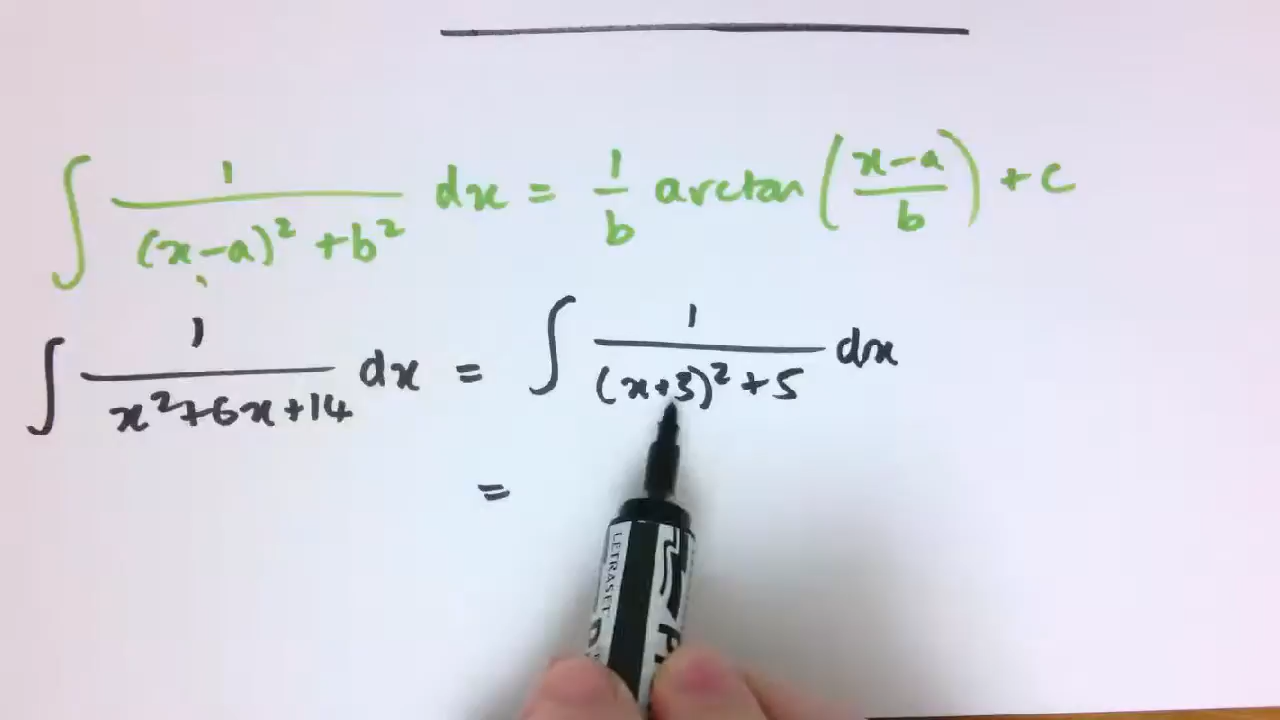 ∫ 1/((x-a)² + b²) dx = 1/b arctan((x-a)/b) + c
∫ 1/(x²+6x+14) dx = ∫ 1/((x+3)² + 5) dx
=
LETRASET